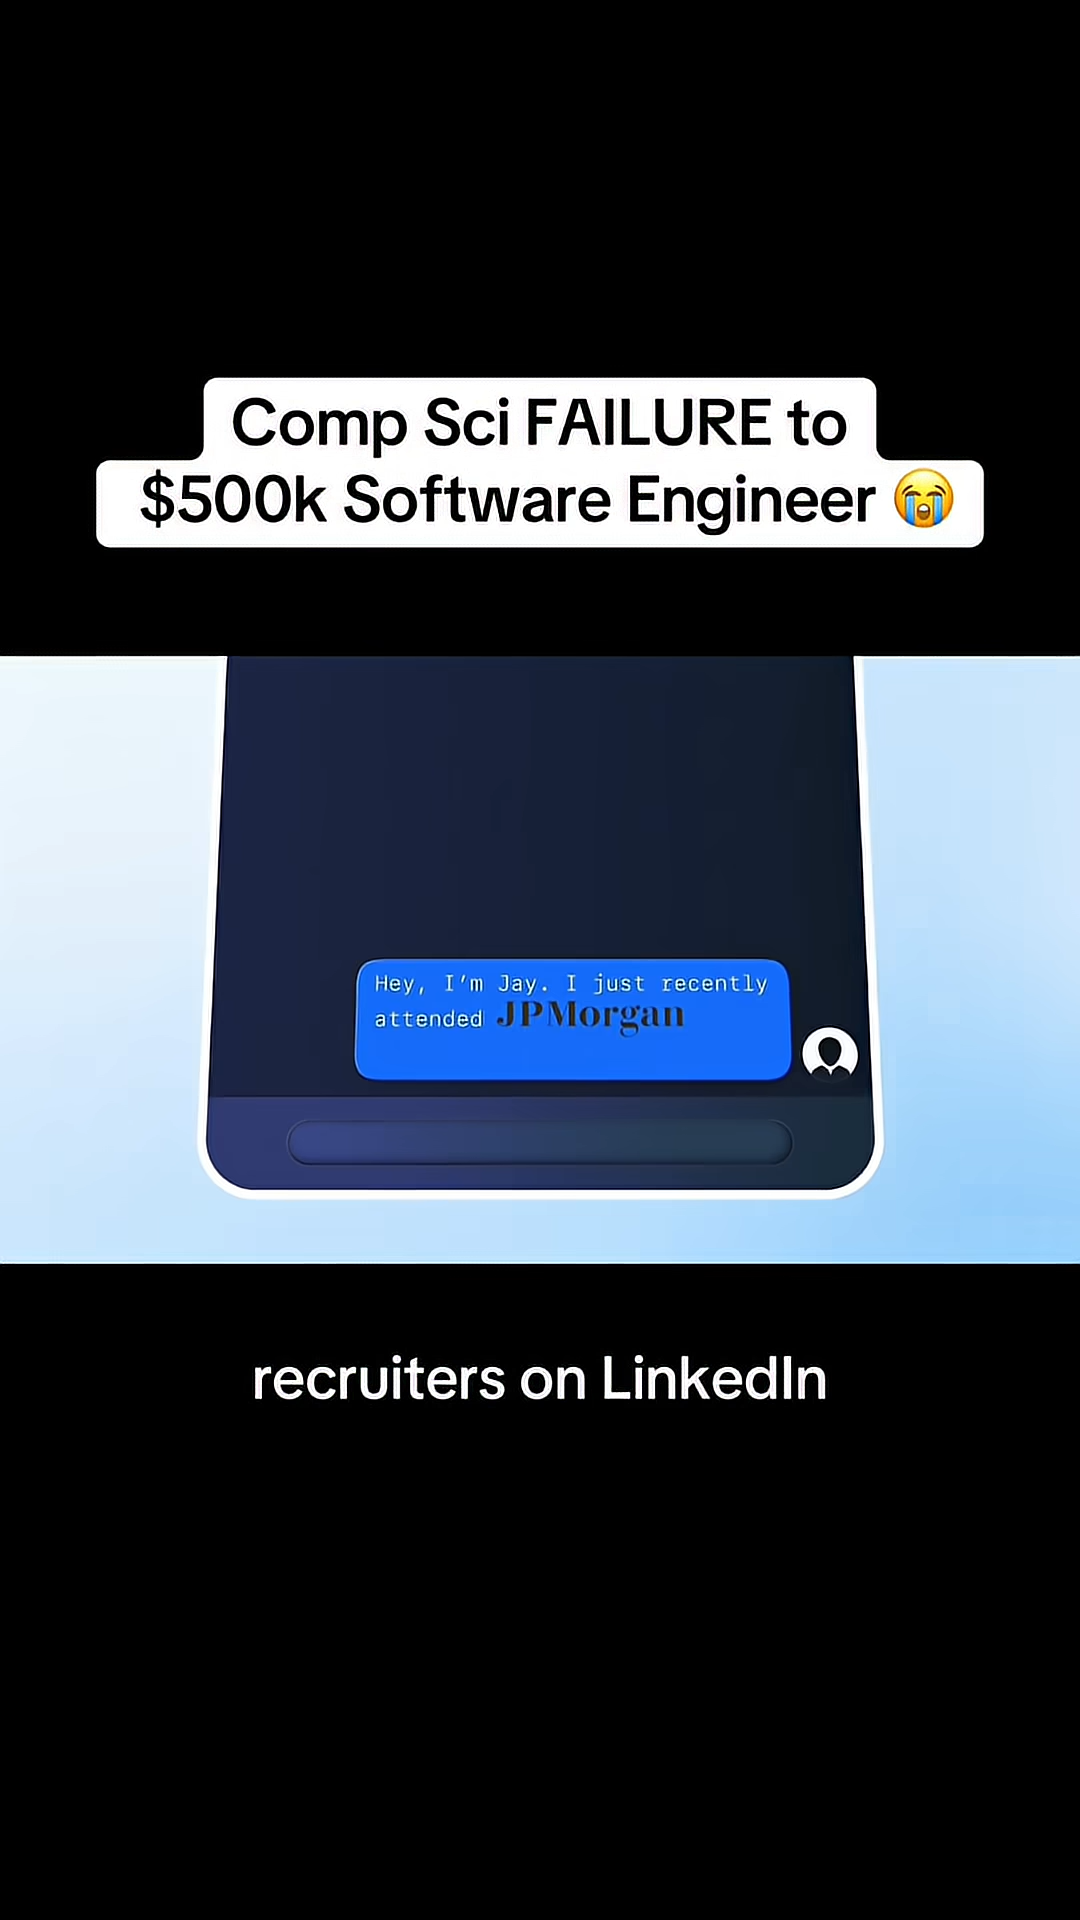 Comp Sci FAILURE to
$500k Software Engineer 😭
Hey, I'm Jay. I just recently
attended JPMorgan
recruiters on LinkedIn